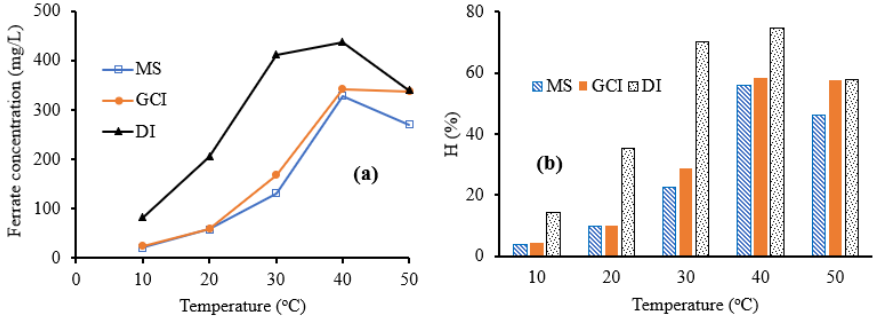 500
400
300
200
100
0
Ferrate concentration (mg/L)
MS
GCI
DI
(a)
0
10
20
30
40
50
Temperature (°C)
80
60
40
20
0
H (%)
MS GCI DI
(b)
10
20
30
40
50
Temperature (°C)